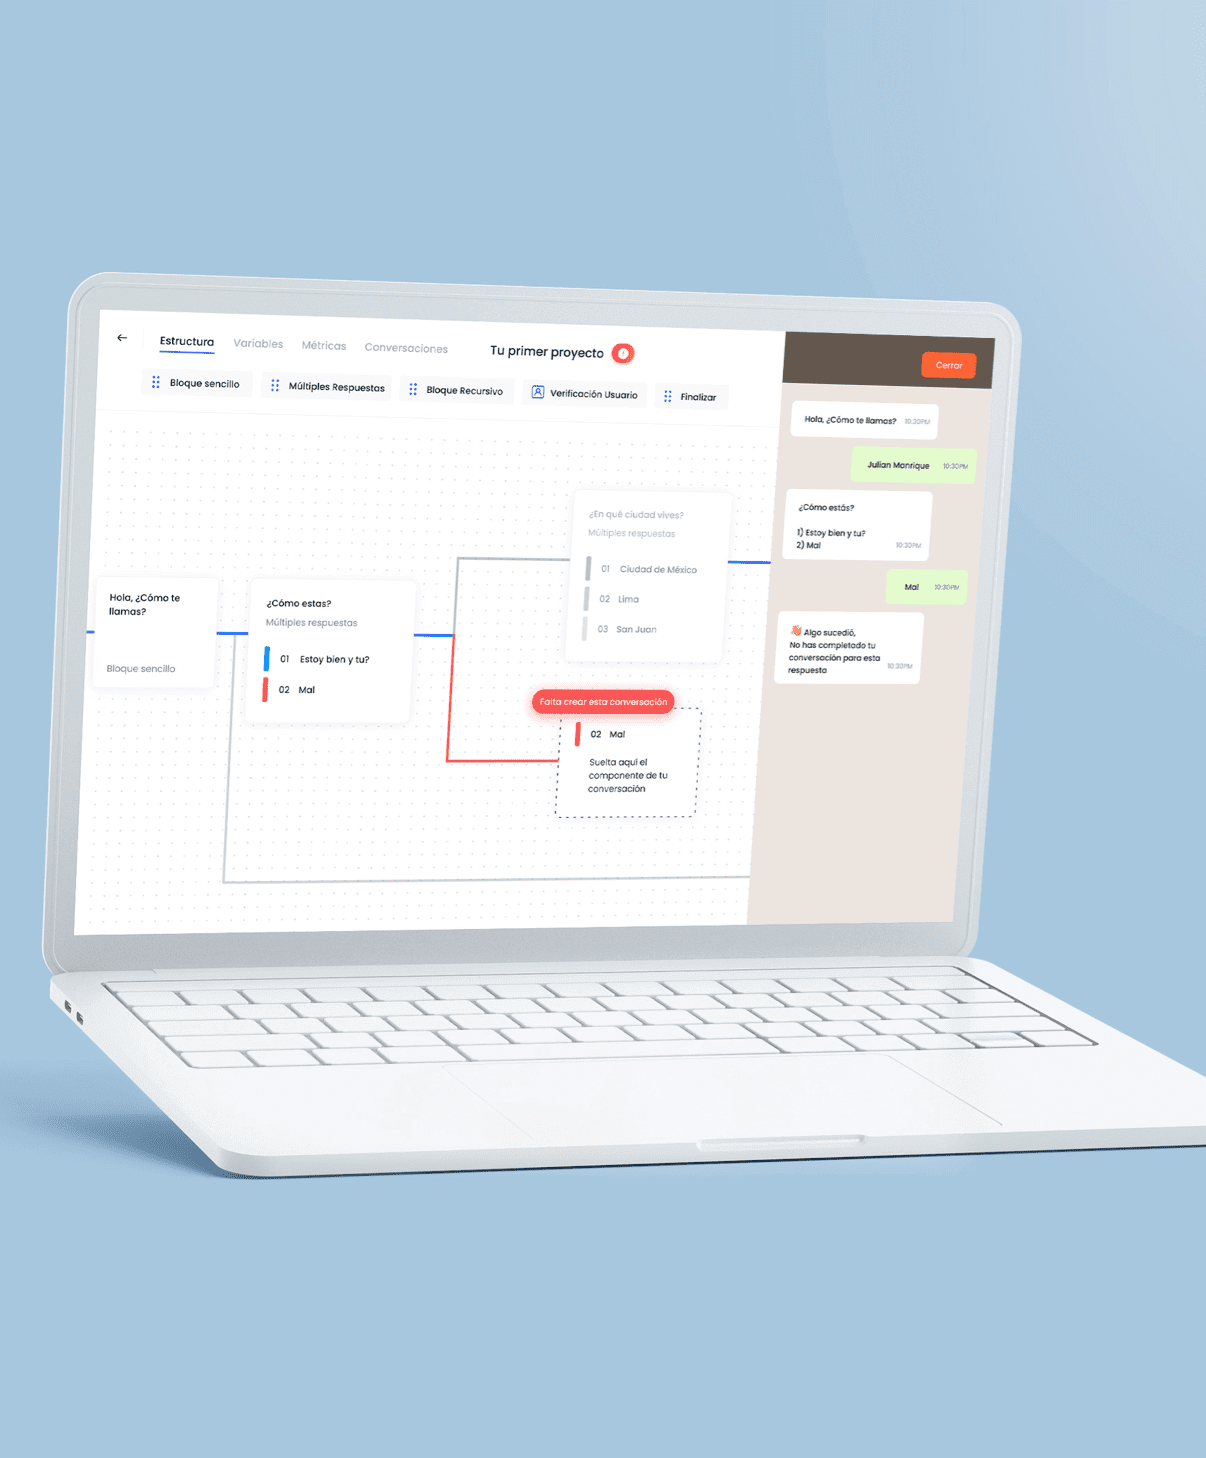 Estructura Variables Métricas Conversaciones Tu primer proyecto
Bloque sencillo Múltiples Respuestas Bloque Recursivo Verificación Usuario Finalizar
Hola, ¿Cómo te
llamas?
Bloque sencillo
¿Cómo estas?
Múltiples respuestas
01 Estoy bien y tu?
02 Mal
¿En qué ciudad vives?
Múltiples respuestas
01 Ciudad de México
02 Lima
03 San Juan
Falta crear esta conversación
02 Mal
Suelta aquí el
componente de tu
conversación
Cerrar
Hola, ¿Cómo te llamas? 10:30PM
Julian Manrique 10:30PM
¿Cómo estás?
1) Estoy bien y tu?
2) Mal 10:30PM
Mal 10:30PM
👋 Algo sucedió,
No has completado tu
conversación para esta
respuesta 10:30PM